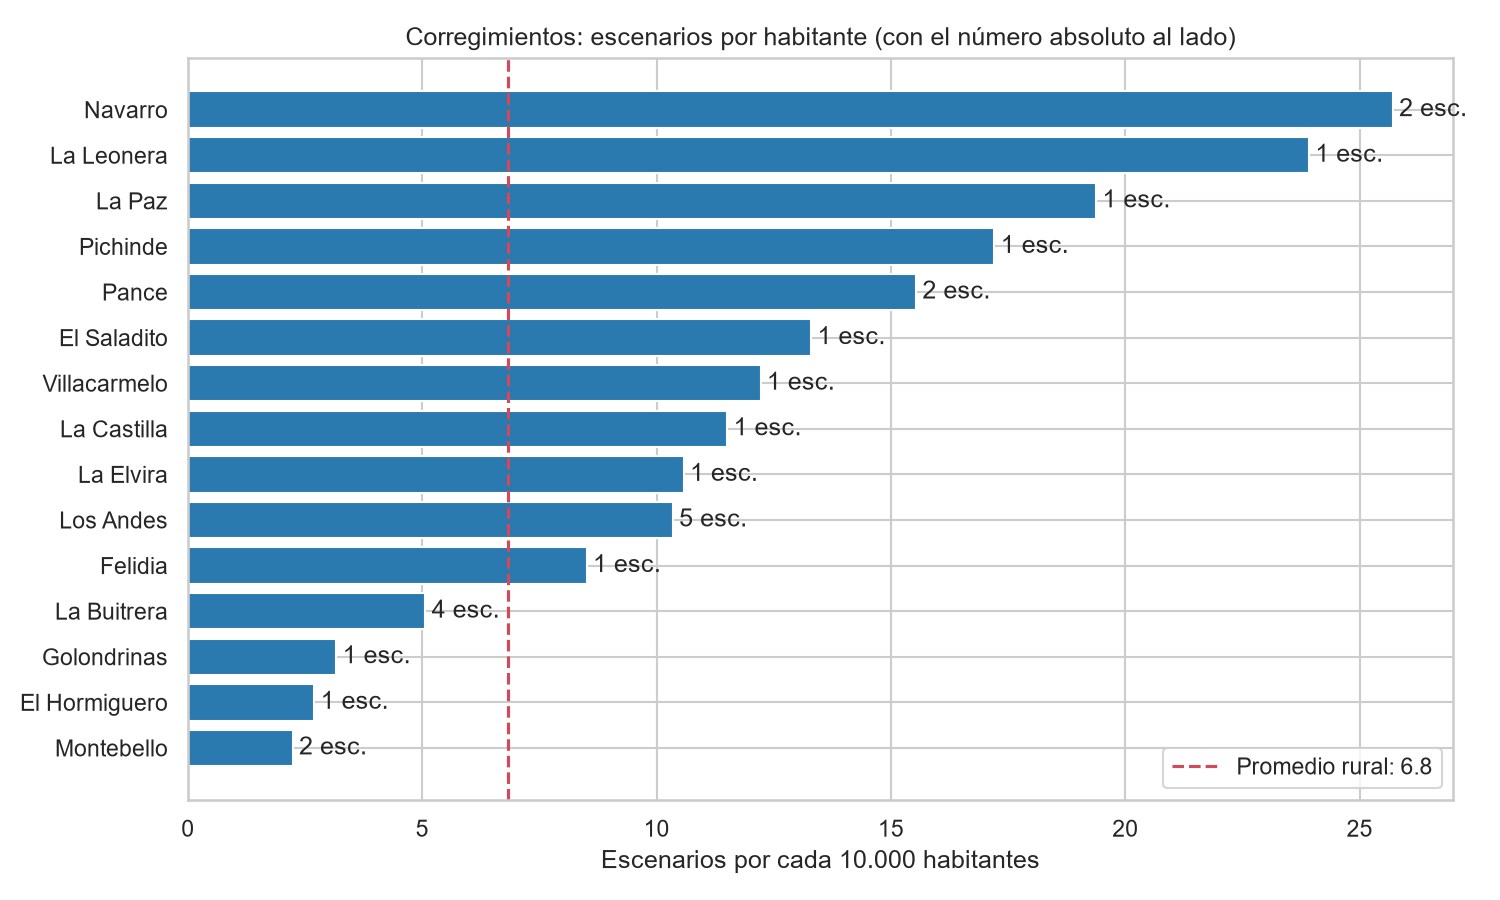 Corregimientos: escenarios por habitante (con el número absoluto al lado)
Navarro 2 esc.
La Leonera 1 esc.
La Paz 1 esc.
Pichinde 1 esc.
Pance 2 esc.
El Saladito 1 esc.
Villacarmelo 1 esc.
La Castilla 1 esc.
La Elvira 1 esc.
Los Andes 5 esc.
Felidia 1 esc.
La Buitrera 4 esc.
Golondrinas 1 esc.
El Hormiguero 1 esc.
Montebello 2 esc.
Promedio rural: 6.8
0 5 10 15 20 25
Escenarios por cada 10.000 habitantes